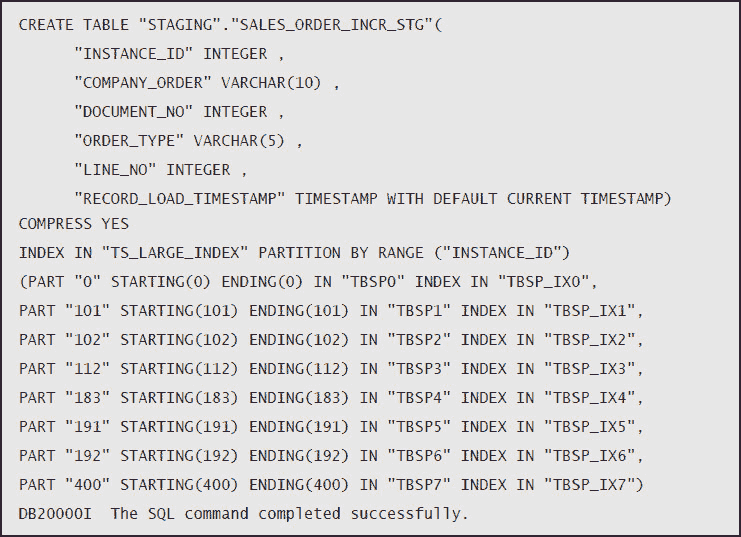 CREATE TABLE "STAGING"."SALES_ORDER_INCR_STG"(
"INSTANCE_ID" INTEGER ,
"COMPANY_ORDER" VARCHAR(10) ,
"DOCUMENT_NO" INTEGER ,
"ORDER_TYPE" VARCHAR(5) ,
"LINE_NO" INTEGER ,
"RECORD_LOAD_TIMESTAMP" TIMESTAMP WITH DEFAULT CURRENT TIMESTAMP)
COMPRESS YES
INDEX IN "TS_LARGE_INDEX" PARTITION BY RANGE ("INSTANCE_ID")
(PART "0" STARTING(0) ENDING(0) IN "TBSP0" INDEX IN "TBSP_IX0",
PART "101" STARTING(101) ENDING(101) IN "TBSP1" INDEX IN "TBSP_IX1",
PART "102" STARTING(102) ENDING(102) IN "TBSP2" INDEX IN "TBSP_IX2",
PART "112" STARTING(112) ENDING(112) IN "TBSP3" INDEX IN "TBSP_IX3",
PART "183" STARTING(183) ENDING(183) IN "TBSP4" INDEX IN "TBSP_IX4",
PART "191" STARTING(191) ENDING(191) IN "TBSP5" INDEX IN "TBSP_IX5",
PART "192" STARTING(192) ENDING(192) IN "TBSP6" INDEX IN "TBSP_IX6",
PART "400" STARTING(400) ENDING(400) IN "TBSP7" INDEX IN "TBSP_IX7")
DB20000I  The SQL command completed successfully.